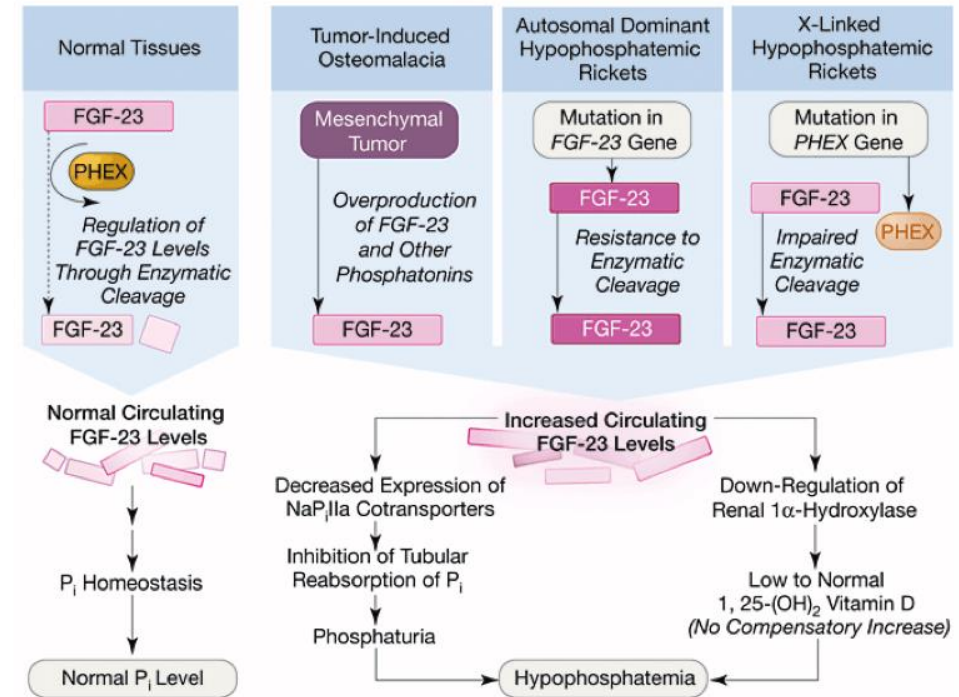 Normal Tissues
FGF-23
PHEX
Regulation of
FGF-23 Levels
Through Enzymatic
Cleavage
FGF-23
Normal Circulating
FGF-23 Levels
Pi Homeostasis
Normal Pi Level
Tumor-Induced
Osteomalacia
Mesenchymal
Tumor
Overproduction
of FGF-23
and Other
Phosphatonins
FGF-23
Autosomal Dominant
Hypophosphatemic
Rickets
Mutation in
FGF-23 Gene
FGF-23
Resistance to
Enzymatic
Cleavage
FGF-23
X-Linked
Hypophosphatemic
Rickets
Mutation in
PHEX Gene
FGF-23
PHEX
Impaired
Enzymatic
Cleavage
FGF-23
Increased Circulating
FGF-23 Levels
Decreased Expression of
NaPiIIa Cotransporters
Inhibition of Tubular
Reabsorption of Pi
Phosphaturia
Down-Regulation of
Renal 1α-Hydroxylase
Low to Normal
1, 25-(OH)2 Vitamin D
(No Compensatory Increase)
Hypophosphatemia